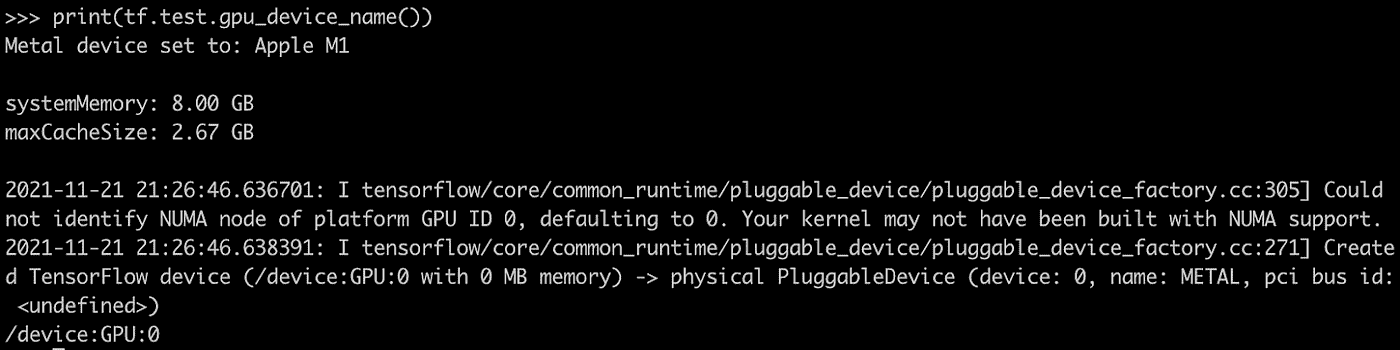 >>> print(tf.test.gpu_device_name())
Metal device set to: Apple M1
systemMemory: 8.00 GB
maxCacheSize: 2.67 GB
2021-11-21 21:26:46.636701: I tensorflow/core/common_runtime/pluggable_device/pluggable_device_factory.cc:305] Could
not identify NUMA node of platform GPU ID 0, defaulting to 0. Your kernel may not have been built with NUMA support.
2021-11-21 21:26:46.638391: I tensorflow/core/common_runtime/pluggable_device/pluggable_device_factory.cc:271] Create
d TensorFlow device (/device:GPU:0 with 0 MB memory) -> physical PluggableDevice (device: 0, name: METAL, pci bus id:
<undefined>)
/device:GPU:0